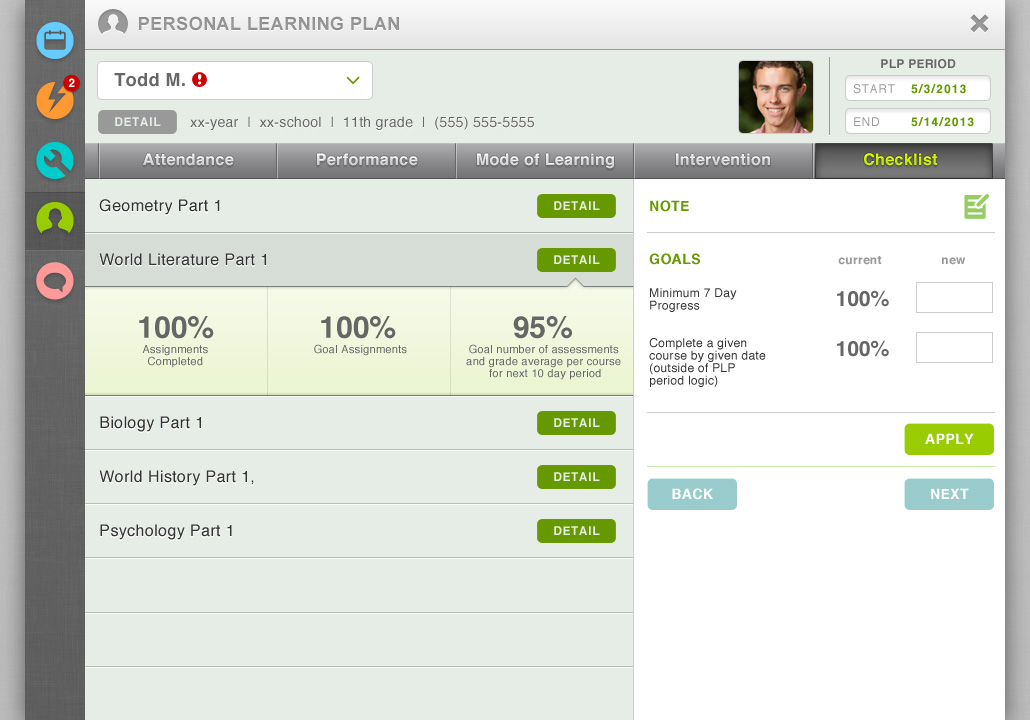 PERSONAL LEARNING PLAN
2
Todd M.
PLP PERIOD
START 5/3/2013
END 5/14/2013
DETAIL xx-year | xx-school | 11th grade | (555) 555-5555
Attendance Performance Mode of Learning Intervention Checklist
Geometry Part 1 DETAIL
World Literature Part 1 DETAIL
100%
Assignments
Completed
100%
Goal Assignments
95%
Goal number of assessments
and grade average per course
for next 10 day period
Biology Part 1 DETAIL
World History Part 1, DETAIL
Psychology Part 1 DETAIL
NOTE
GOALS current new
Minimum 7 Day
Progress
100%
Complete a given
course by given date
(outside of PLP
period logic)
100%
APPLY
BACK NEXT